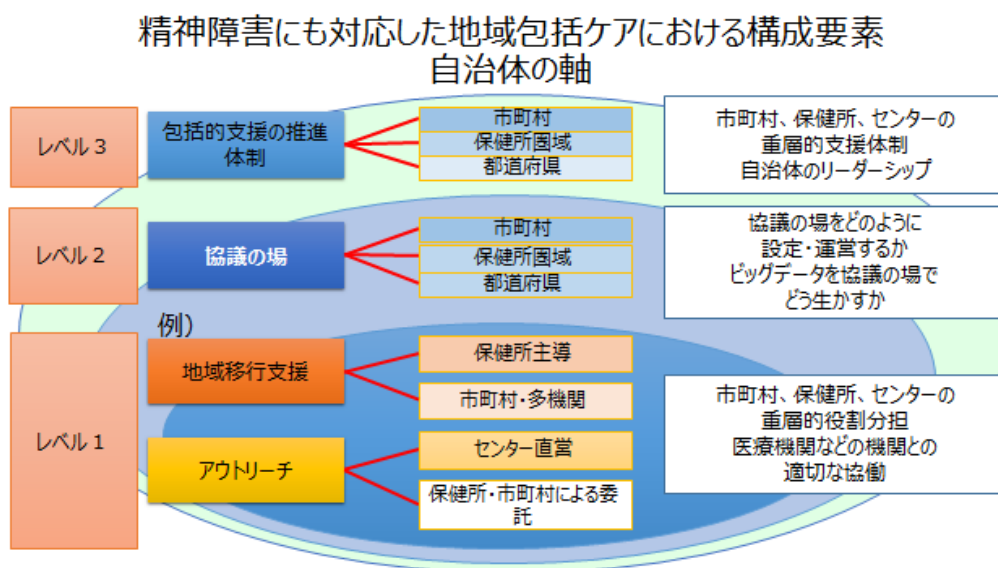 精神障害にも対応した地域包括ケアにおける構成要素
自治体の軸
レベル3
包括的支援の推進
体制
市町村
保健所圏域
都道府県
市町村、保健所、センターの
重層的支援体制
自治体のリーダーシップ
レベル2
協議の場
市町村
保健所圏域
都道府県
協議の場をどのように
設定・運営するか
ビッグデータを協議の場で
どう生かすか
例)
レベル1
地域移行支援
保健所主導
市町村・多機関
アウトリーチ
センター直営
保健所・市町村による委
託
市町村、保健所、センターの
重層的役割分担
医療機関などの機関との
適切な協働